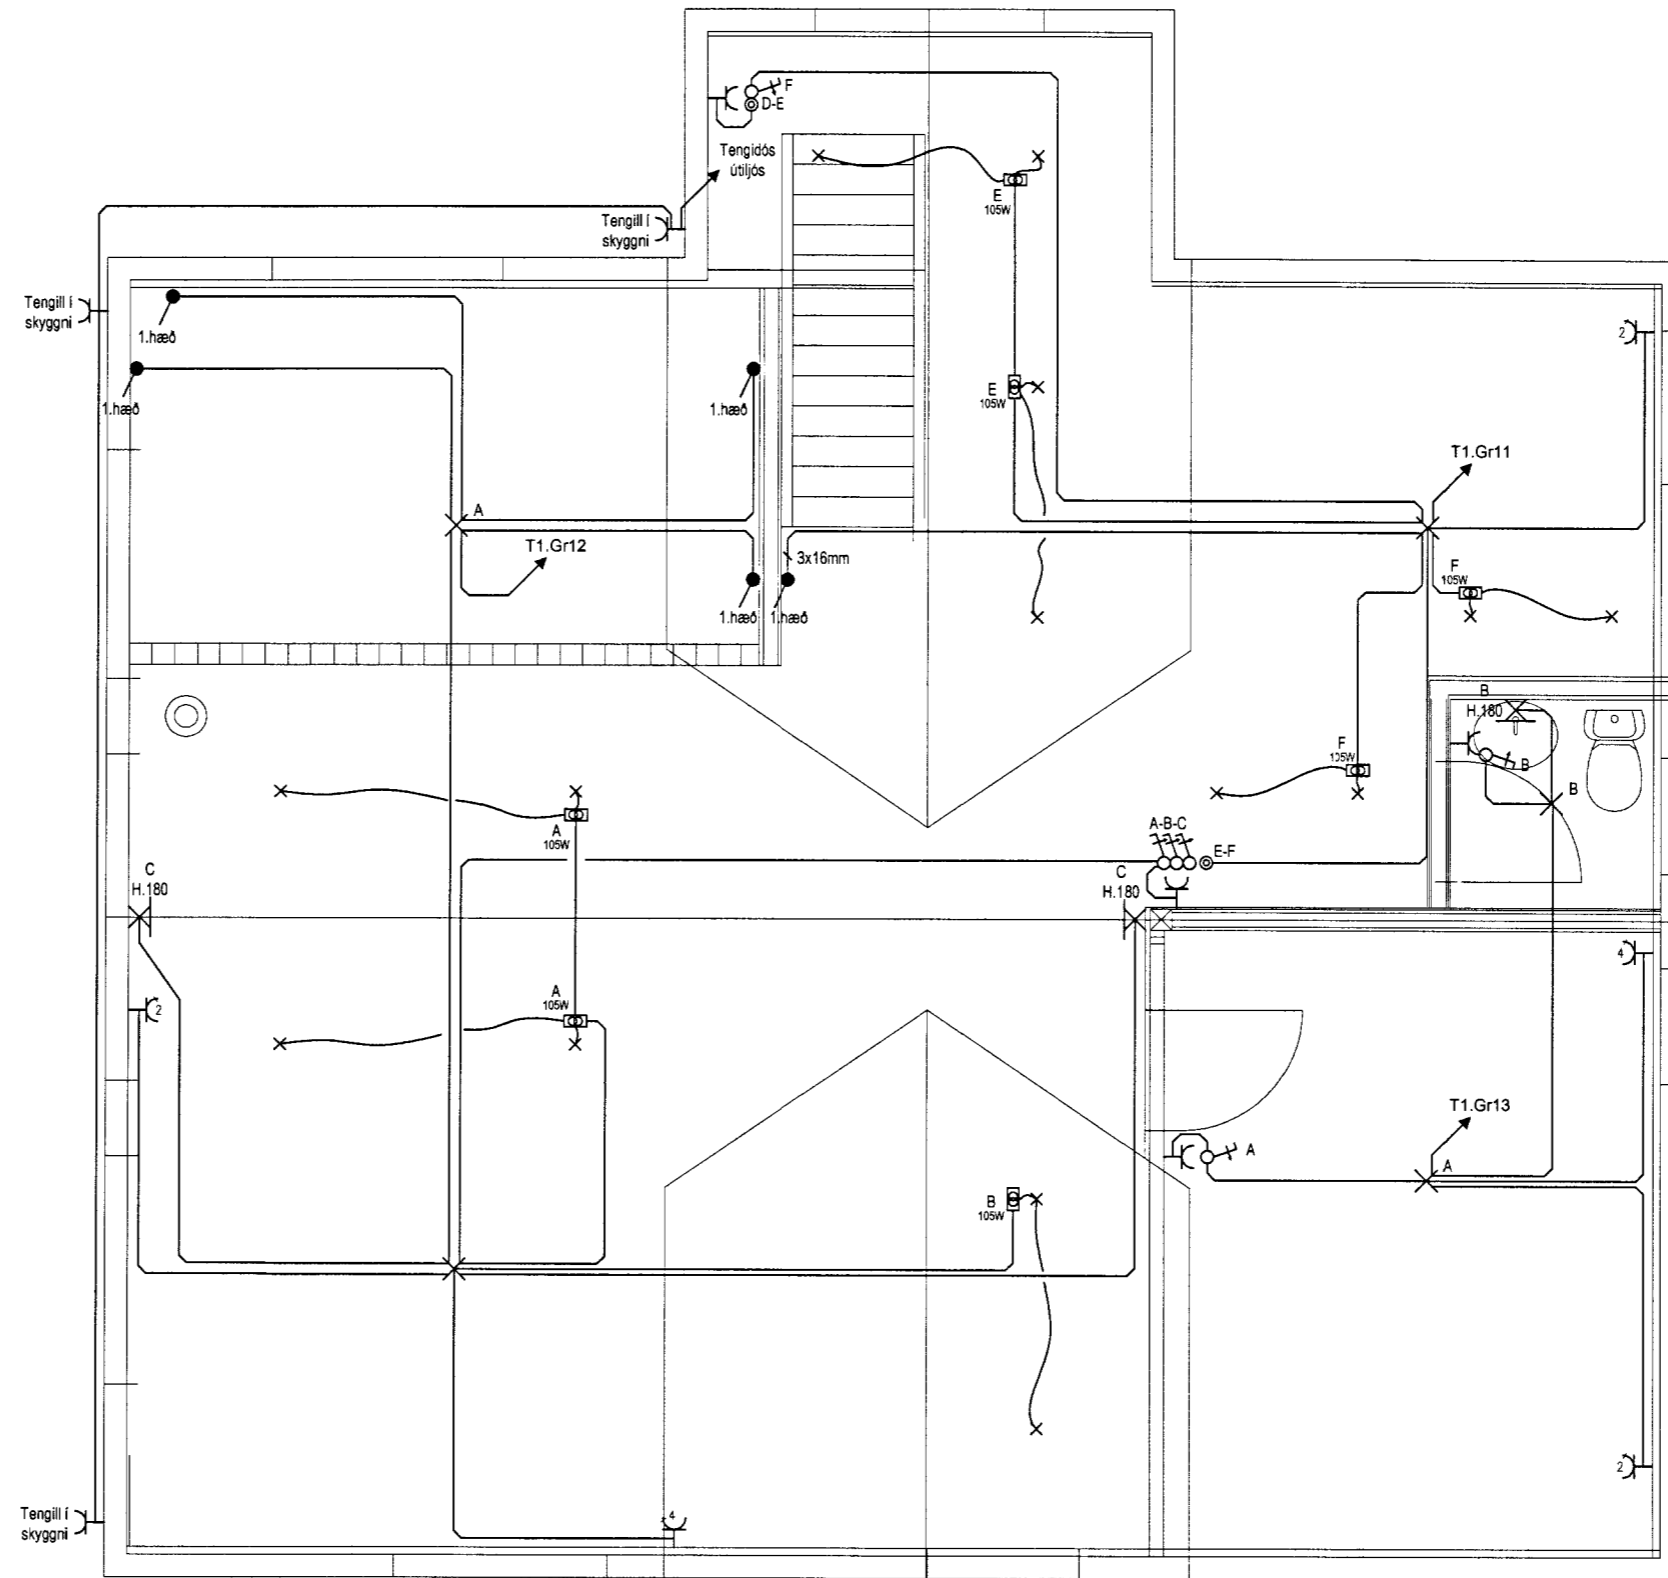 F
D-E
Tengidós
útiljós
E
105W
Tengill í
skyggni
Tengill í
skyggni
1.hæð
2
E
105W
1.hæð
1.hæð
T1.Gr11
A
T1.Gr12
3x16mm
F
105W
1.hæð
1.hæð
B
H.180
F
105W
B
B
A
105W
A-B-C
E-F
C
H.180
C
H.180
4
A
105W
2
T1.Gr13
A
A
B
105W
2
Tengill í
skyggni
4